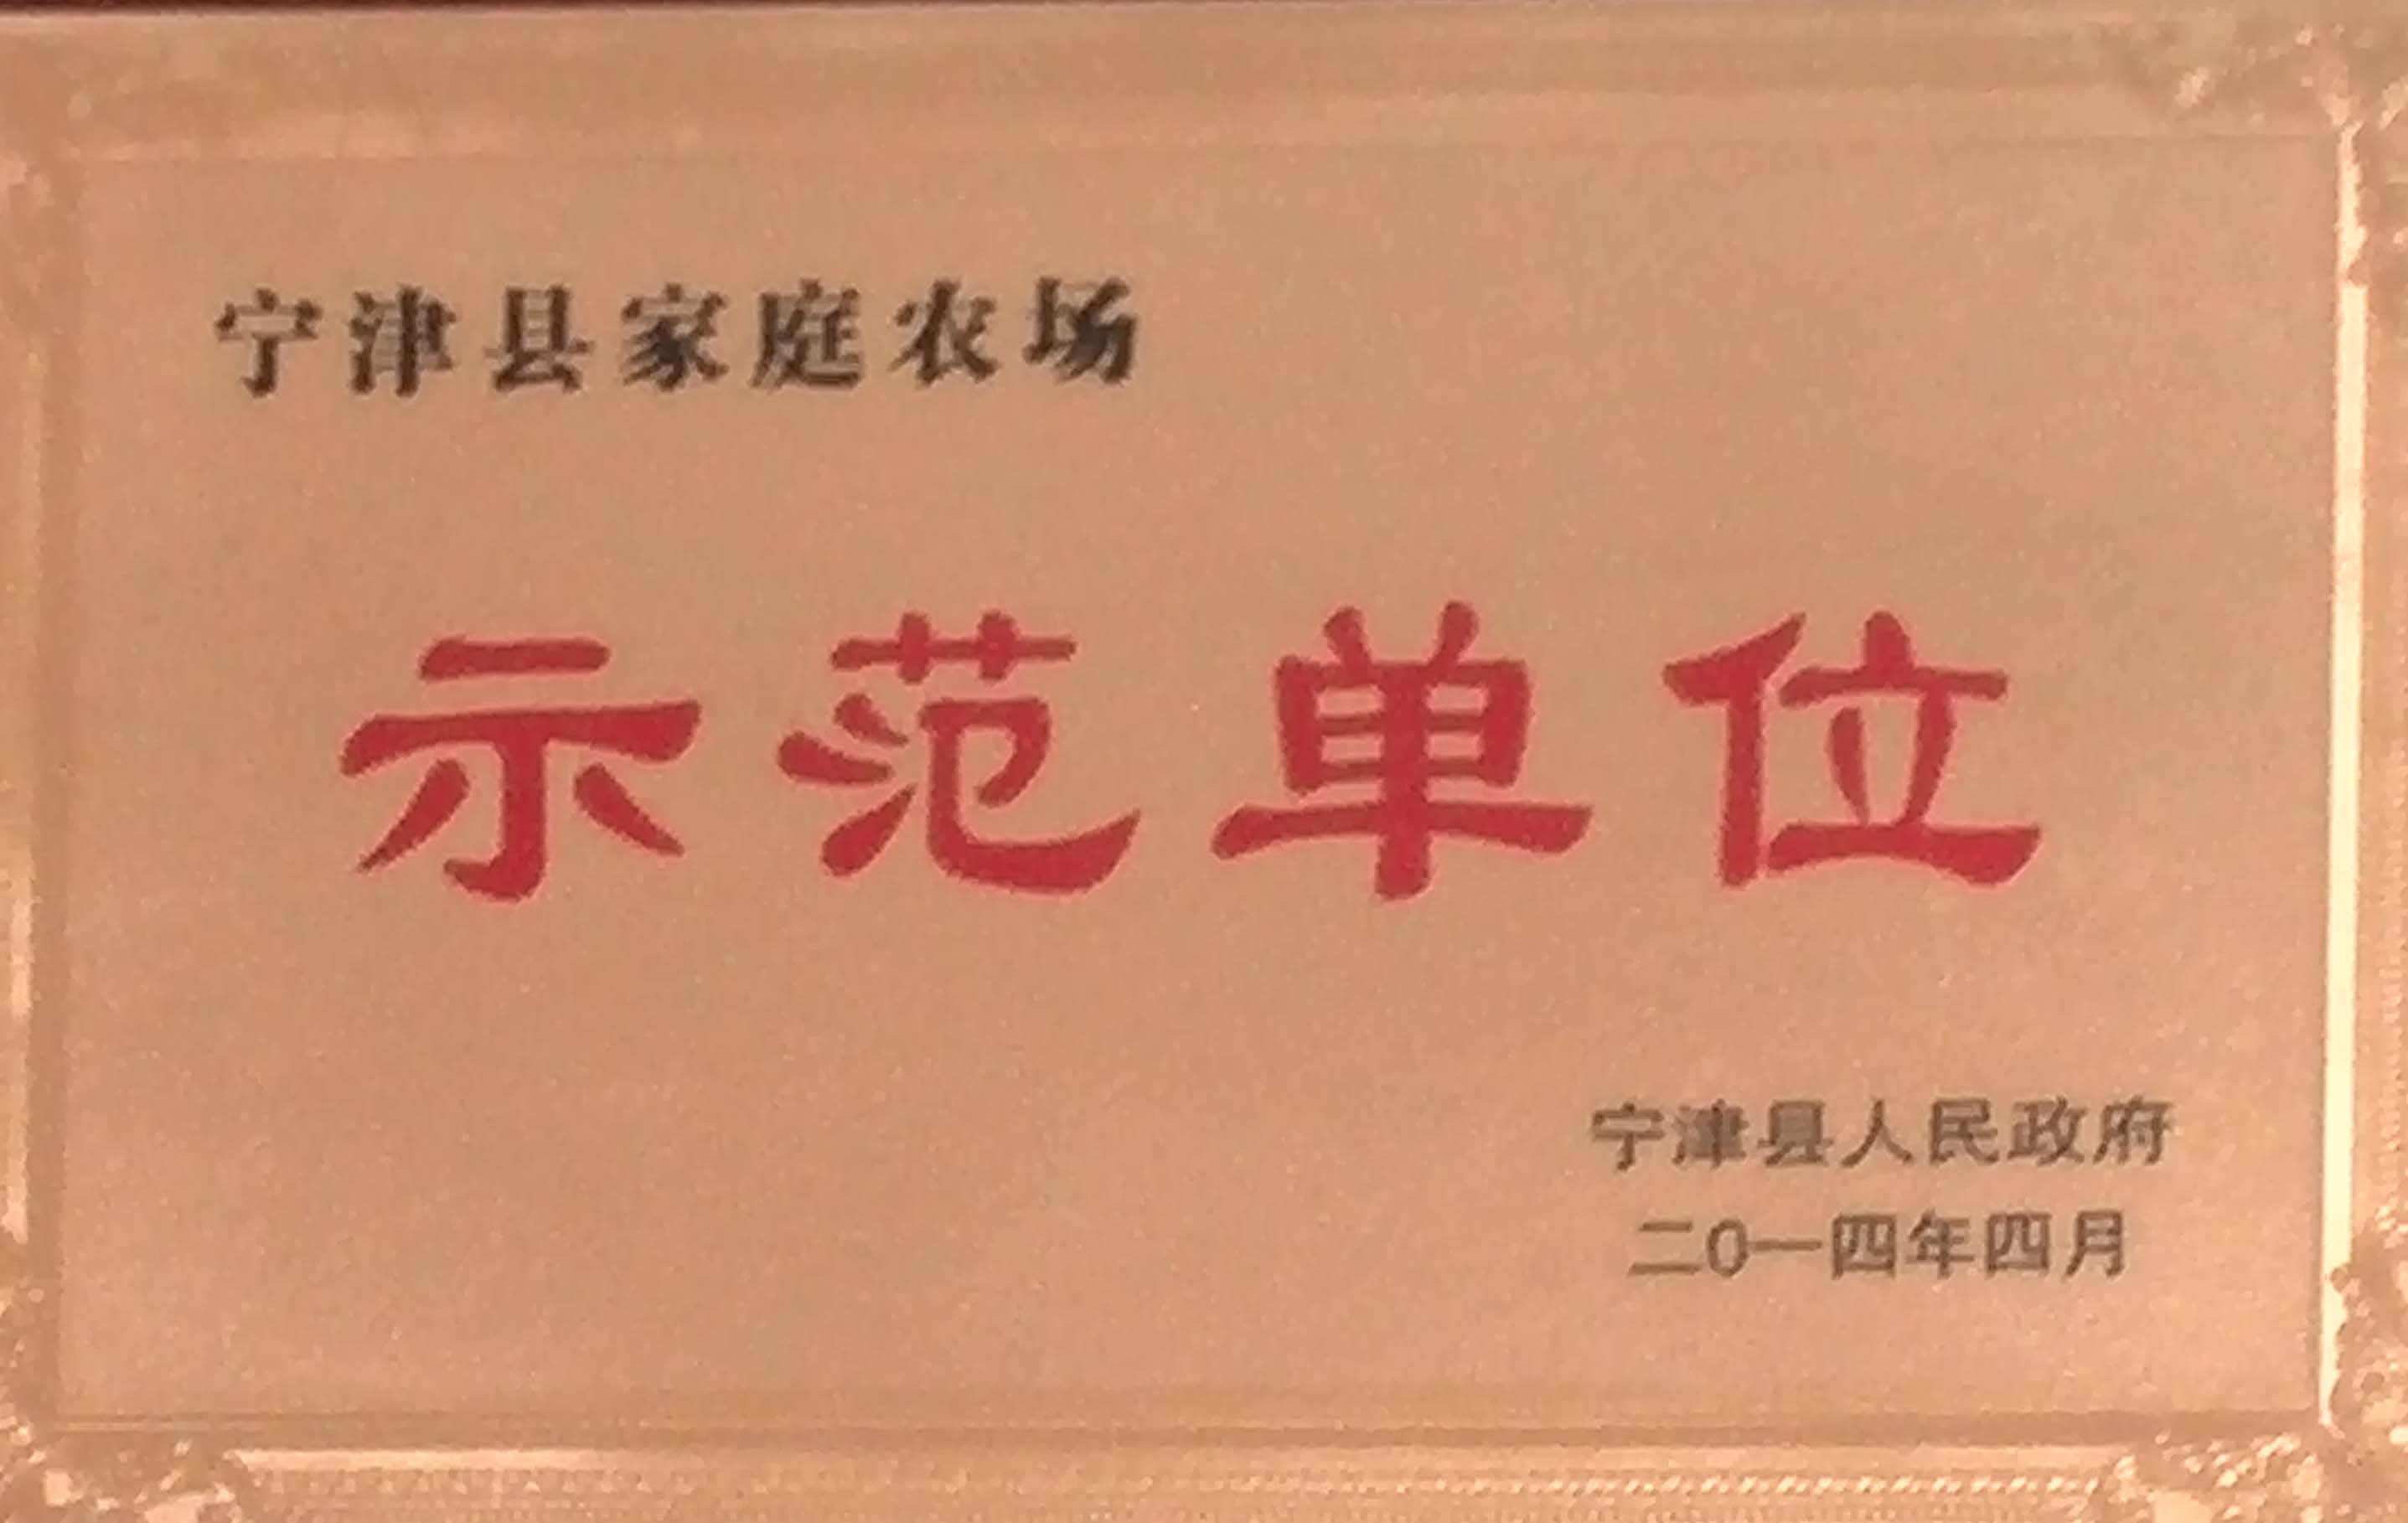 宁津县家庭农场
示范单位
宁津县人民政府
二0一四年四月